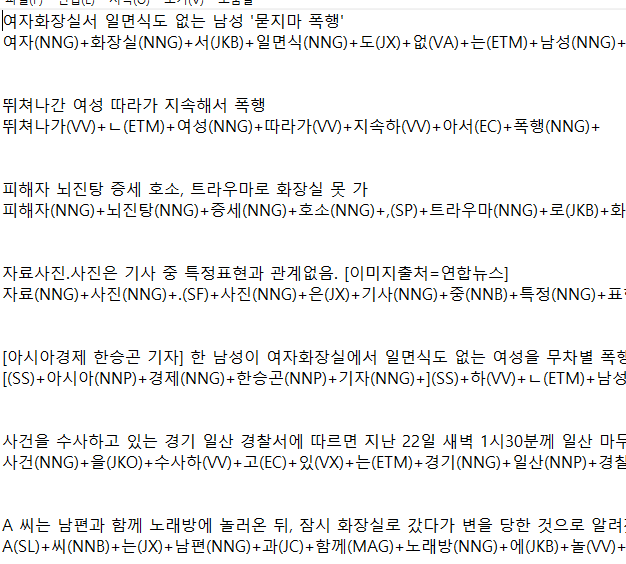 여자화장실서 일면식도 없는 남성 '묻지마 폭행'
여자(NNG)+화장실(NNG)+서(JKB)+일면식(NNG)+도(JX)+없(VA)+는(ETM)+남성(NNG)+
뛰쳐나간 여성 따라가 지속해서 폭행
뛰쳐나가(VV)+ㄴ(ETM)+여성(NNG)+따라가(VV)+지속하(VV)+아서(EC)+폭행(NNG)+
피해자 뇌진탕 증세 호소, 트라우마로 화장실 못 가
피해자(NNG)+뇌진탕(NNG)+증세(NNG)+호소(NNG)+,(SP)+트라우마(NNG)+로(JKB)+화
자료사진.사진은 기사 중 특정표현과 관계없음. [이미지출처=연합뉴스]
자료(NNG)+사진(NNG)+.(SF)+사진(NNG)+은(JX)+기사(NNG)+중(NNB)+특정(NNG)+표
[아시아경제 한승곤 기자] 한 남성이 여자화장실에서 일면식도 없는 여성을 무차별 폭행
[(SS)+아시아(NNP)+경제(NNG)+한승곤(NNP)+기자(NNG)+](SS)+하(VV)+ㄴ(ETM)+남성
사건을 수사하고 있는 경기 일산 경찰서에 따르면 지난 22일 새벽 1시30분께 일산 마두
사건(NNG)+을(JKO)+수사하(VV)+고(EC)+있(VX)+는(ETM)+경기(NNG)+일산(NNP)+경찰
A 씨는 남편과 함께 노래방에 놀러온 뒤, 잠시 화장실로 갔다가 변을 당한 것으로 알려
A(SL)+씨(NNB)+는(JX)+남편(NNG)+과(JC)+함께(MAG)+노래방(NNG)+에(JKB)+놀(VV)+